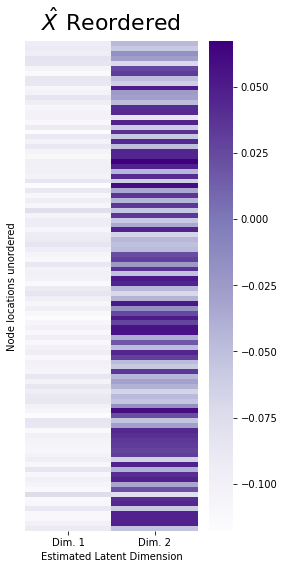 X̂ Reordered
Node locations unordered
0.050
0.025
0.000
−0.025
−0.050
−0.075
−0.100
Dim. 1 Dim. 2
Estimated Latent Dimension